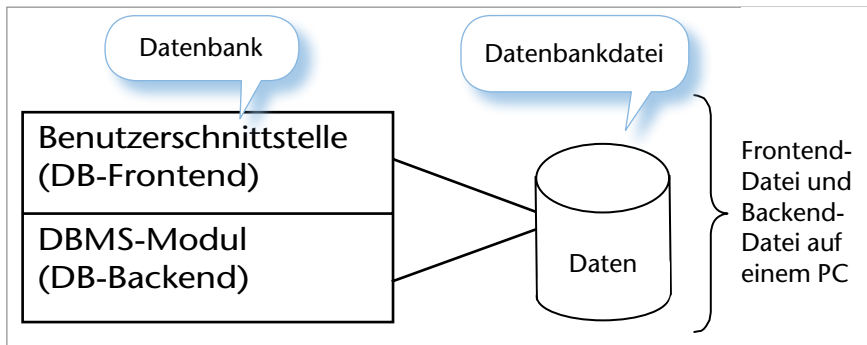 Datenbank
Datenbankdatei
Benutzerschnittstelle
(DB-Frontend)
DBMS-Modul
(DB-Backend)
Daten
Frontend-
Datei und
Backend-
Datei auf
einem PC